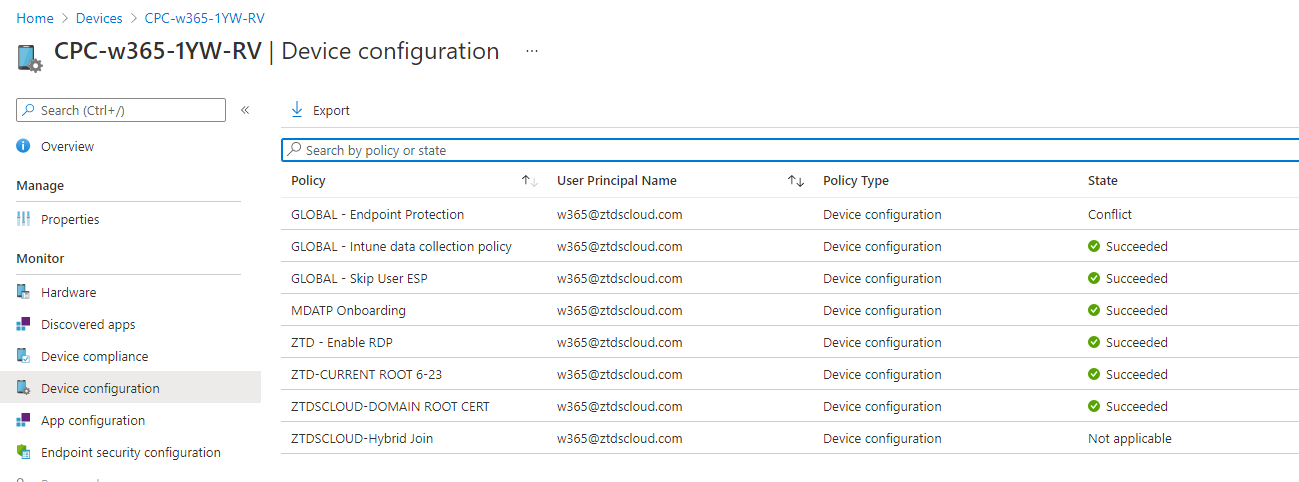 Home > Devices > CPC-w365-1YW-RV
CPC-w365-1YW-RV | Device configuration ...
Search (Ctrl+/) «
Overview
Manage
Properties
Monitor
Hardware
Discovered apps
Device compliance
Device configuration
App configuration
Endpoint security configuration
Export
Search by policy or state
Policy User Principal Name Policy Type State
GLOBAL - Endpoint Protection w365@ztdscloud.com Device configuration Conflict
GLOBAL - Intune data collection policy w365@ztdscloud.com Device configuration Succeeded
GLOBAL - Skip User ESP w365@ztdscloud.com Device configuration Succeeded
MDATP Onboarding w365@ztdscloud.com Device configuration Succeeded
ZTD - Enable RDP w365@ztdscloud.com Device configuration Succeeded
ZTD-CURRENT ROOT 6-23 w365@ztdscloud.com Device configuration Succeeded
ZTDSCLOUD-DOMAIN ROOT CERT w365@ztdscloud.com Device configuration Succeeded
ZTDSCLOUD-Hybrid Join w365@ztdscloud.com Device configuration Not applicable